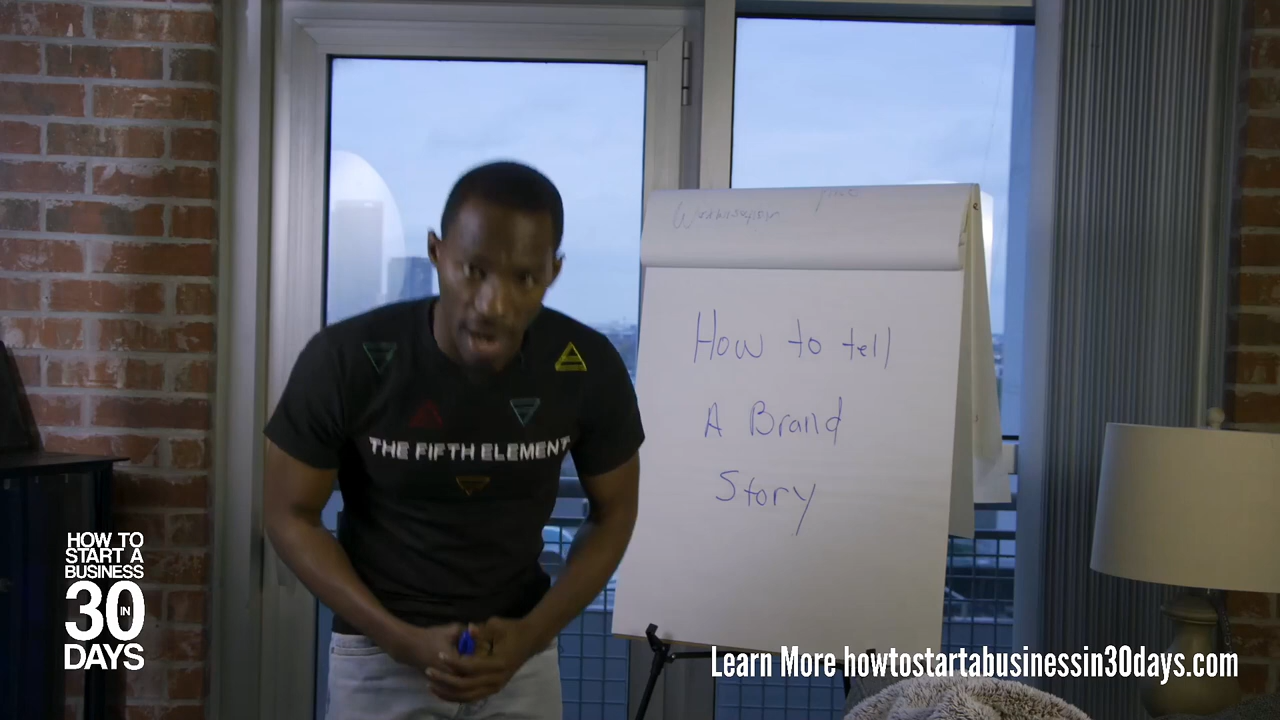 How to tell
A Brand
Story
THE FIFTH ELEMENT
HOW TO
START A
BUSINESS
30 IN
DAYS
Learn More howtostartabusinessin30days.com